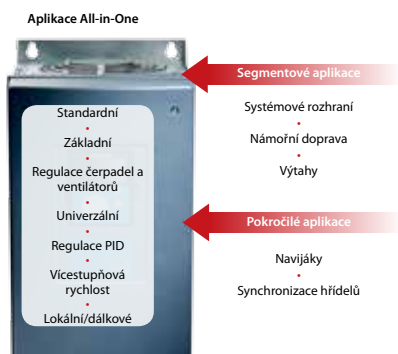 Aplikace All-in-One
Standardní
•
Základní
•
Regulace čerpadel a
ventilátorů
•
Univerzální
•
Regulace PID
•
Vícestupňová
rychlost
•
Lokální/dálkové
Segmentové aplikace
Systémové rozhraní
•
Námořní doprava
•
Výtahy
Pokročilé aplikace
Navijáky
•
Synchronizace hřídelů